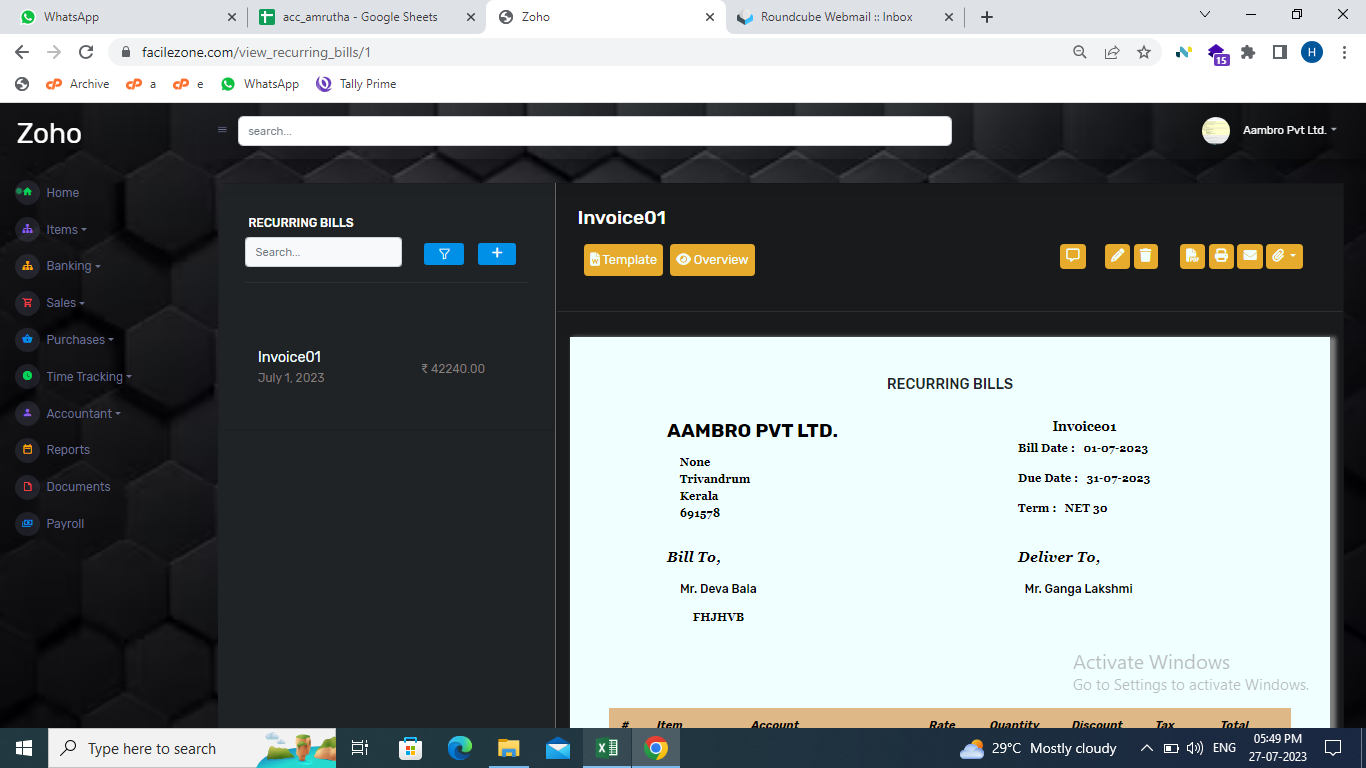 WhatsApp
acc_amrutha - Google Sheets
Zoho
Roundcube Webmail :: Inbox
facilezone.com/view_recurring_bills/1
15
H
Archive
a
e
WhatsApp
Tally Prime
Zoho
search...
Aambro Pvt Ltd.
Home
Items
Banking
Sales
Purchases
Time Tracking
Accountant
Reports
Documents
Payroll
RECURRING BILLS
Search...
Invoice01
July 1, 2023
₹ 42240.00
Invoice01
Template
Overview
RECURRING BILLS
AAMBRO PVT LTD.
None
Trivandrum
Kerala
691578
Invoice01
Bill Date : 01-07-2023
Due Date : 31-07-2023
Term : NET 30
Bill To,
Mr. Deva Bala
FHJHVB
Deliver To,
Mr. Ganga Lakshmi
# Item Account Rate Quantity Discount Tax Total
Activate Windows
Go to Settings to activate Windows.
Type here to search
29°C Mostly cloudy
ENG
05:49 PM
27-07-2023